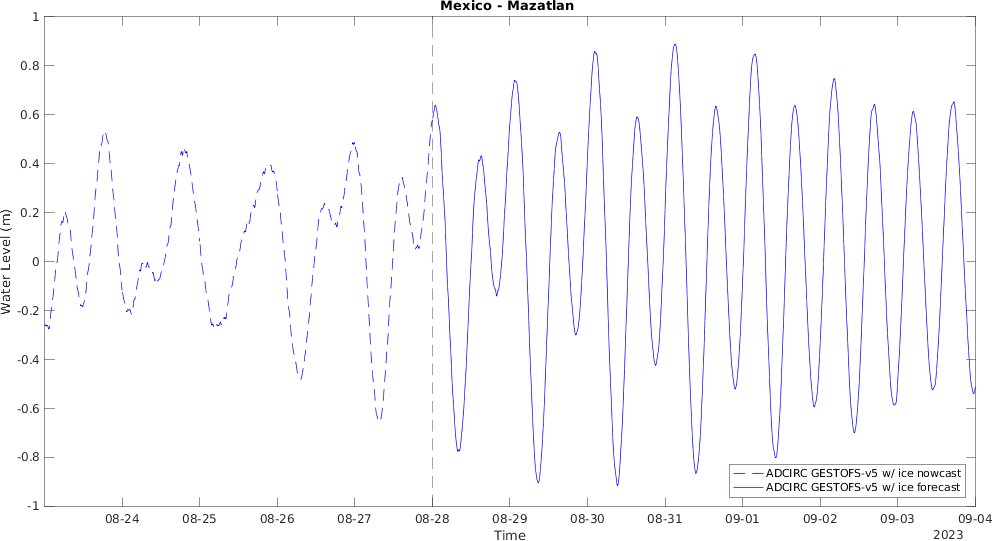 Mexico - Mazatlan
Water Level (m)
1
0.8
0.6
0.4
0.2
0
-0.2
-0.4
-0.6
-0.8
-1
ADCIRC GESTOFS-v5 w/ ice nowcast
ADCIRC GESTOFS-v5 w/ ice forecast
08-24 08-25 08-26 08-27 08-28 08-29 08-30 08-31 09-01 09-02 09-03 09-04
Time
2023